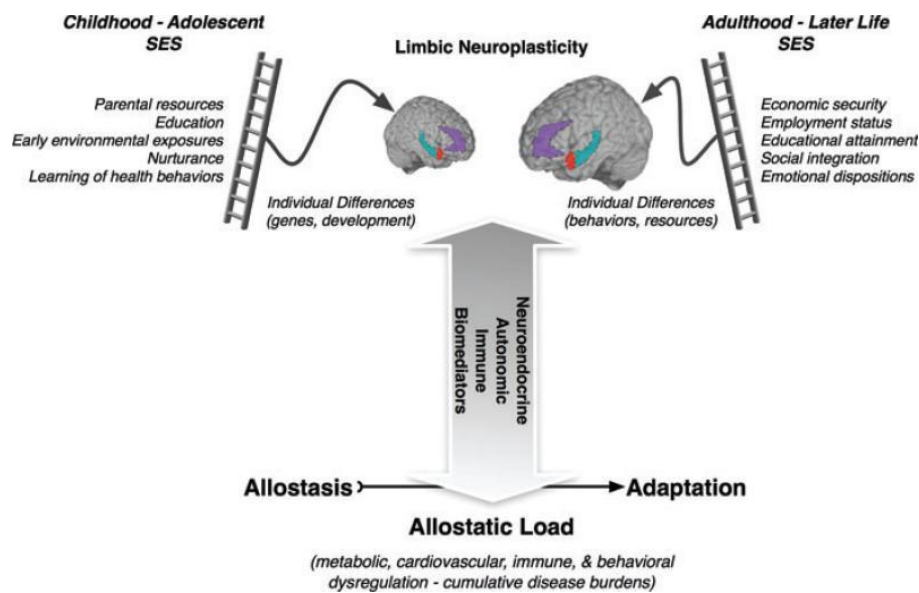 Childhood - Adolescent
SES
Limbic Neuroplasticity
Adulthood - Later Life
SES
Parental resources
Education
Early environmental exposures
Nurturance
Learning of health behaviors
Economic security
Employment status
Educational attainment
Social integration
Emotional dispositions
Individual Differences
(genes, development)
Individual Differences
(behaviors, resources)
Neuroendocrine
Autonomic
Immune
Biomediators
Allostasis
Adaptation
Allostatic Load
(metabolic, cardiovascular, immune, & behavioral
dysregulation - cumulative disease burdens)